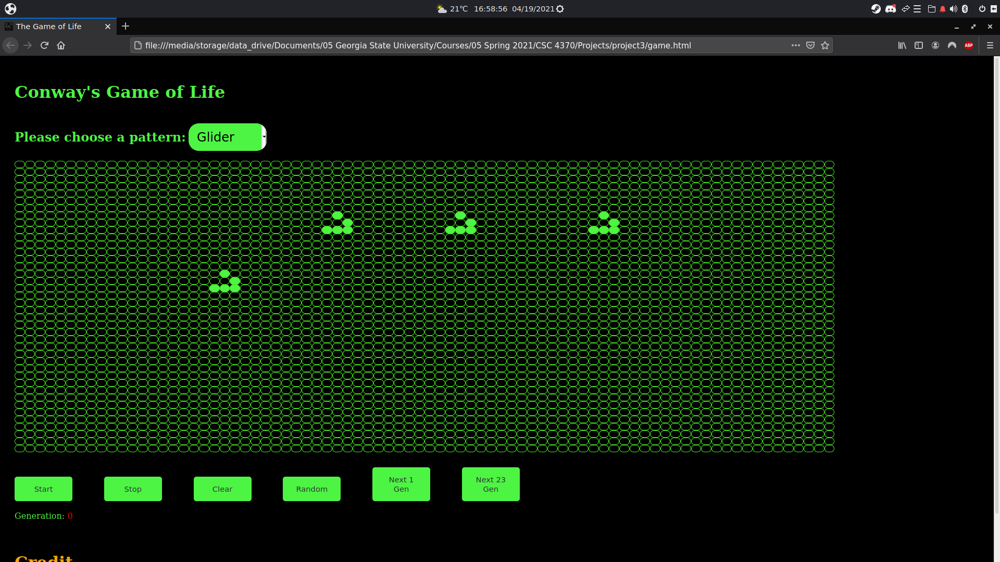 21℃ 16:58:56 04/19/2021
The Game of Life
file:///media/storage/data_drive/Documents/05 Georgia State University/Courses/05 Spring 2021/CSC 4370/Projects/project3/game.html
ABP
Conway's Game of Life
Please choose a pattern: Glider
Start
Stop
Clear
Random
Next 1
Gen
Next 23
Gen
Generation: 0
Credit